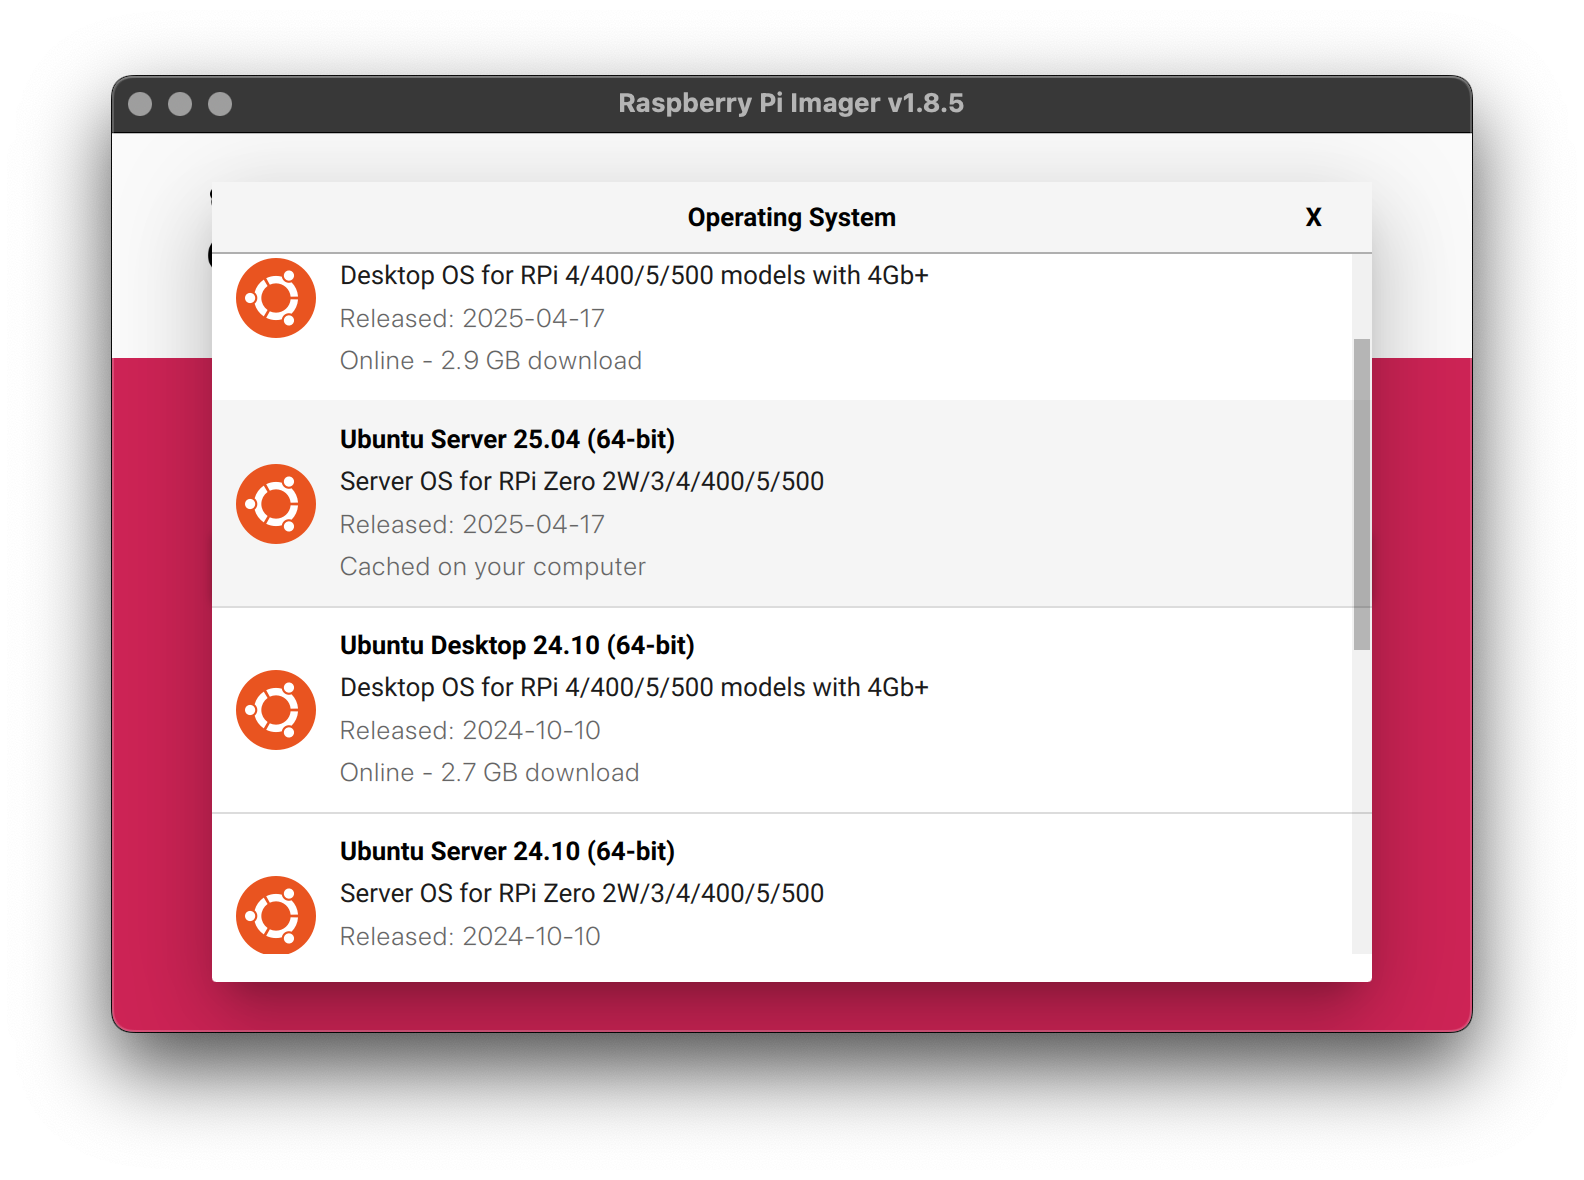 Raspberry Pi Imager v1.8.5
Operating System X
Desktop OS for RPi 4/400/5/500 models with 4Gb+
Released: 2025-04-17
Online - 2.9 GB download
Ubuntu Server 25.04 (64-bit)
Server OS for RPi Zero 2W/3/4/400/5/500
Released: 2025-04-17
Cached on your computer
Ubuntu Desktop 24.10 (64-bit)
Desktop OS for RPi 4/400/5/500 models with 4Gb+
Released: 2024-10-10
Online - 2.7 GB download
Ubuntu Server 24.10 (64-bit)
Server OS for RPi Zero 2W/3/4/400/5/500
Released: 2024-10-10